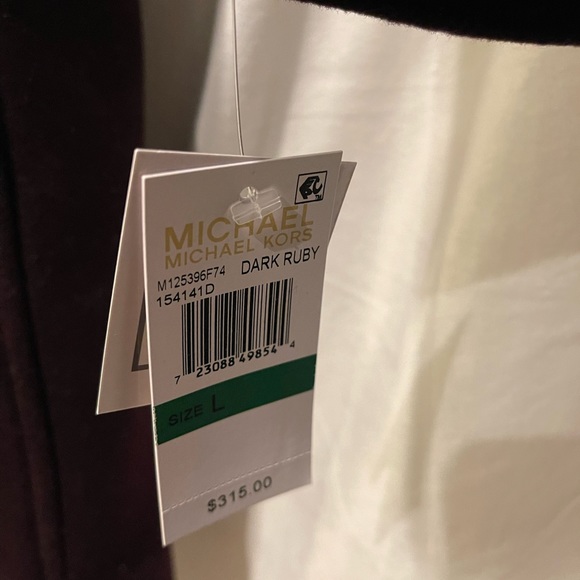 MICHAEL
MICHAEL KORS
M125396F74 DARK RUBY
154141D
7 23088 49854 4
SIZE L
$315.00